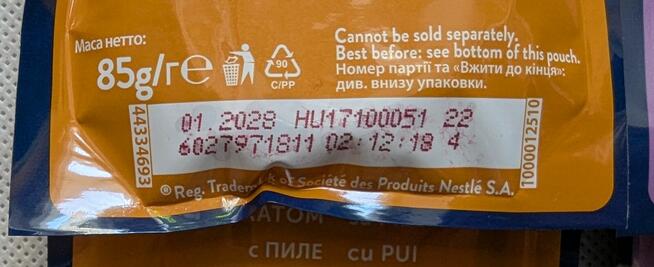 Маса нетто:
85g/г℮
90
C/PP
Cannot be sold separately.
Best before: see bottom of this pouch.
Номер партії та «Вжити до кінця»:
див. внизу упаковки.
44334693
01.2028 HU17100051 22
6027971811 02:12:19 4
1000012510
®Reg. Trademark of Société des Produits Nestlé S.A.
с ПИЛЕ cu PUI